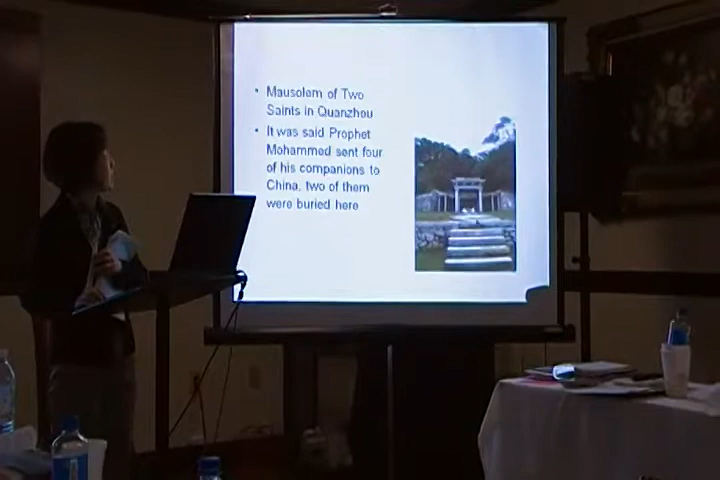 • Mausolem of Two
Saints in Quanzhou
• It was said Prophet
Mohammed sent four
of his companions to
China, two of them
were buried here